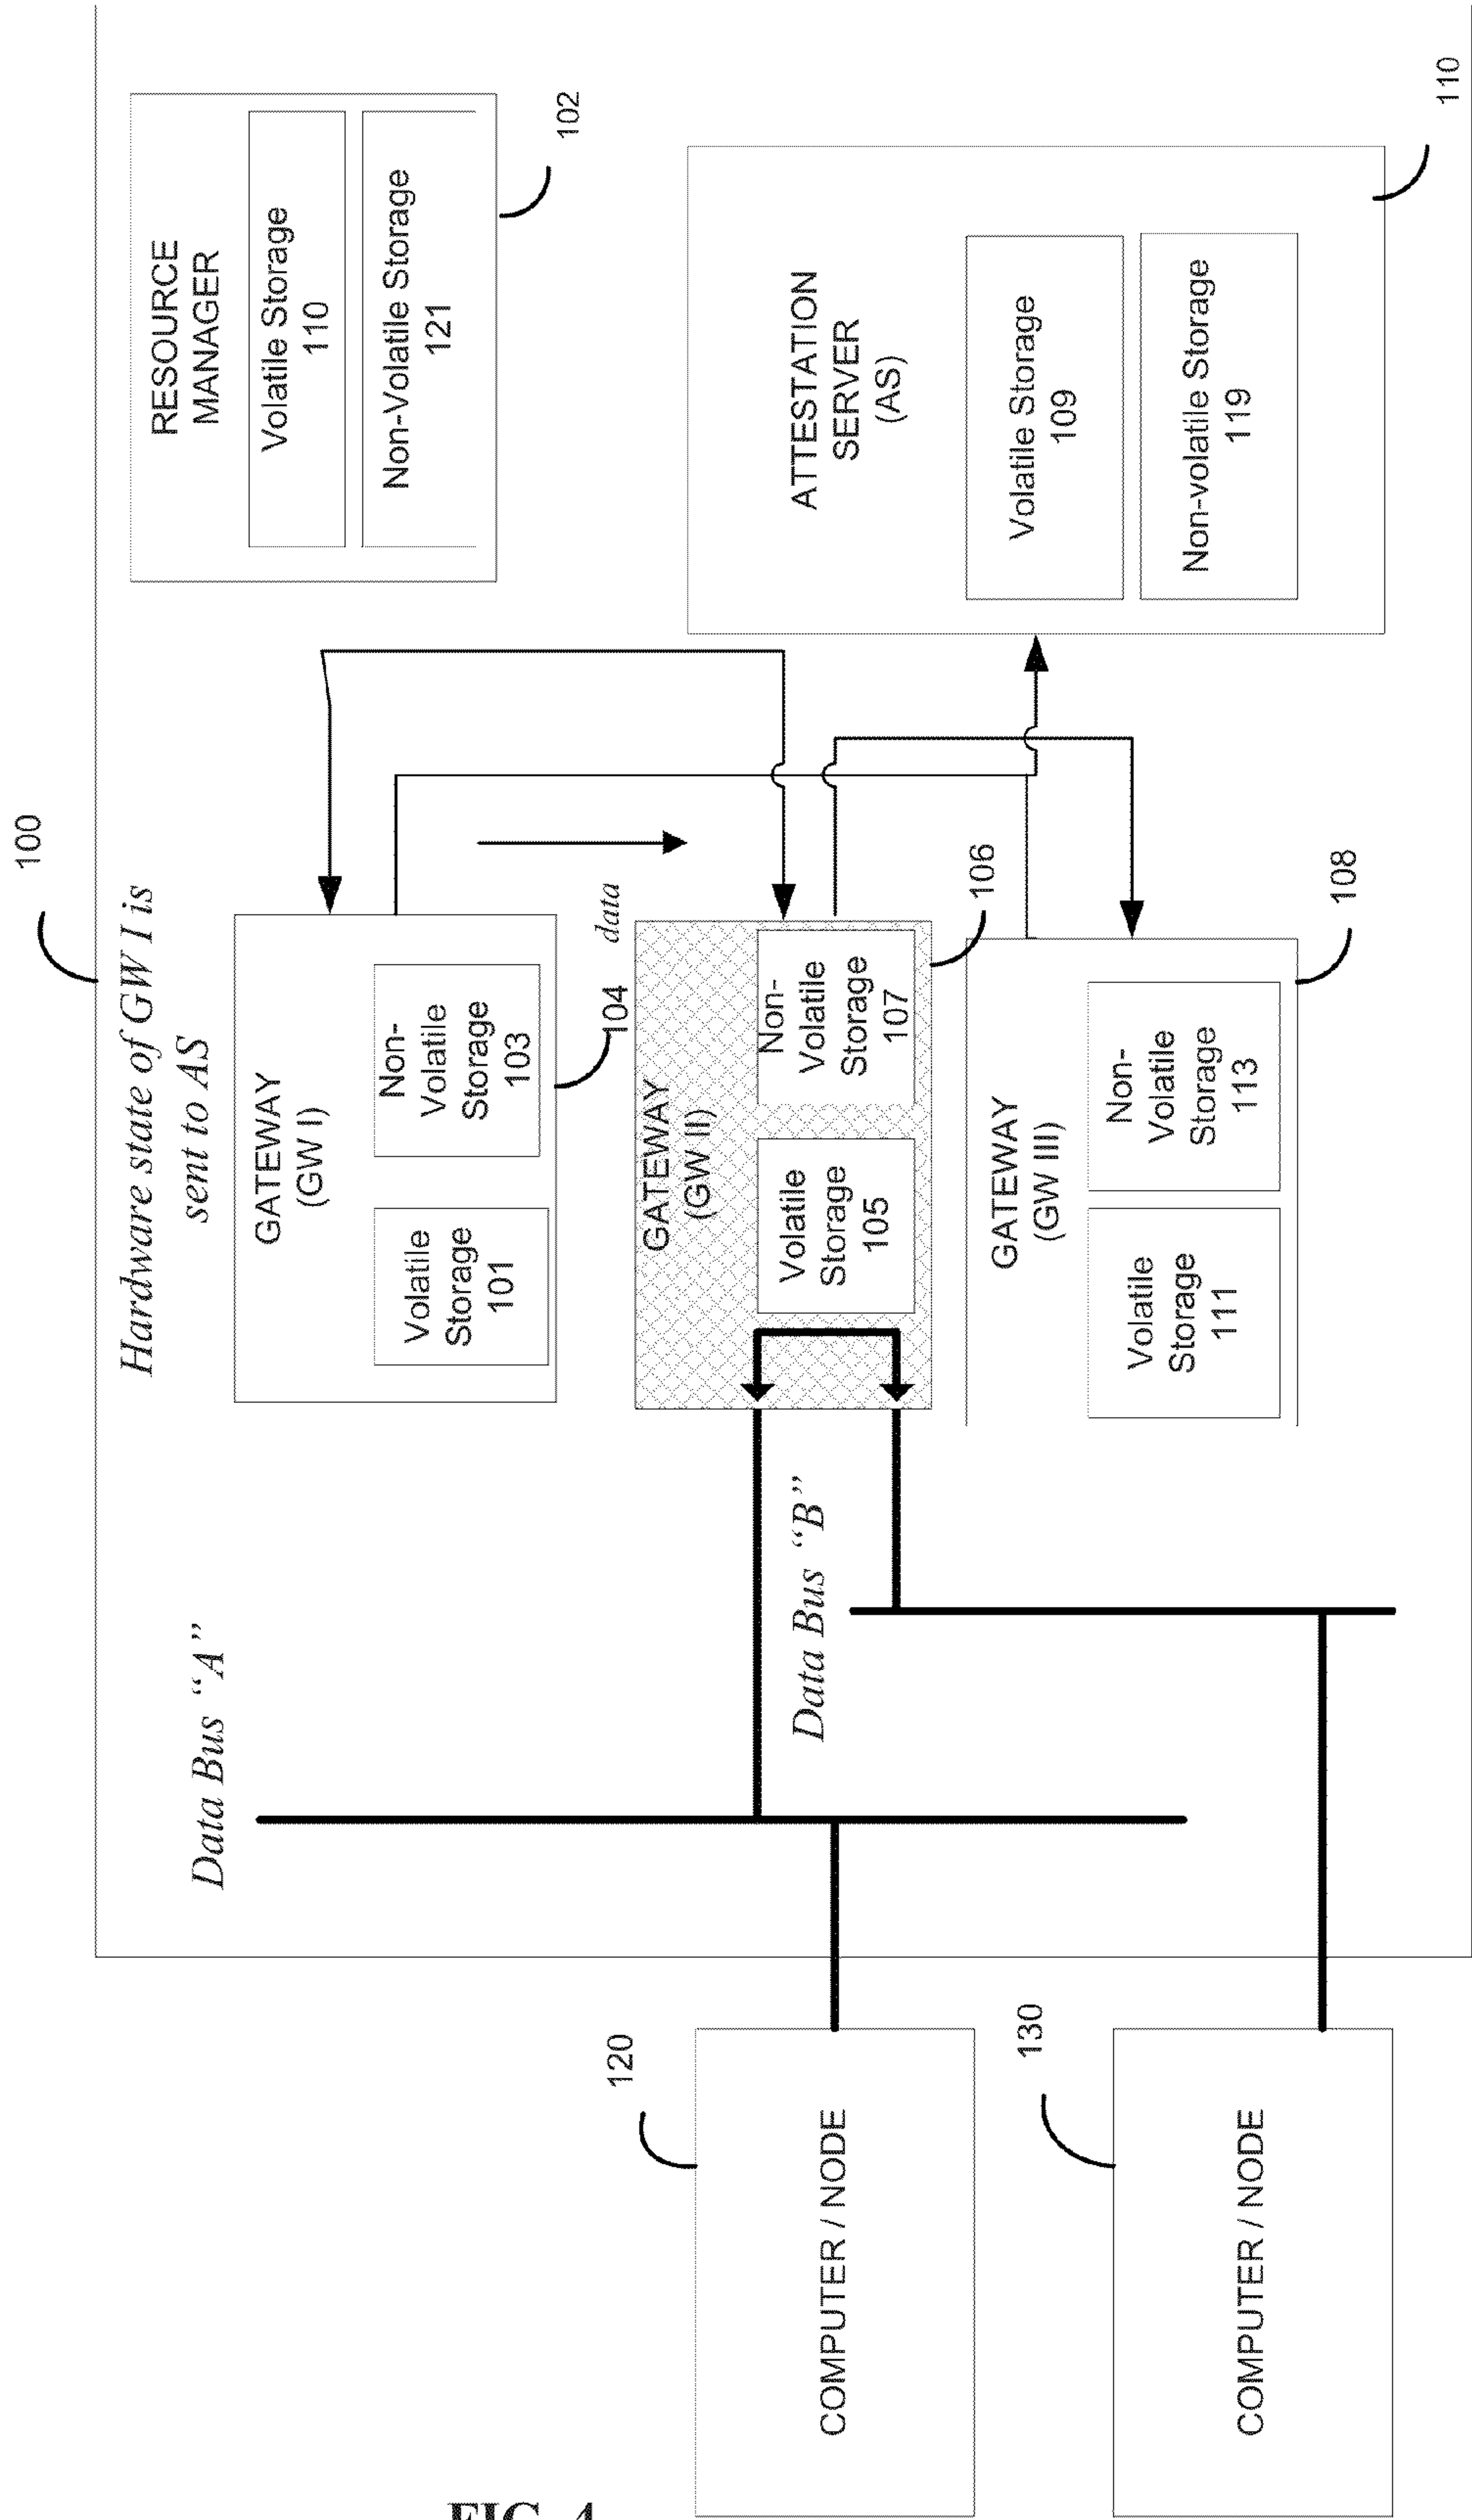 100
Hardware state of GW I is
sent to AS
RESOURCE
MANAGER
Volatile Storage
110
Non-Volatile Storage
121
102
Data Bus “A”
GATEWAY
(GW I)
Volatile
Storage
101
Non-
Volatile
Storage
103
104
data
GATEWAY
(GW II)
Volatile
Storage
105
Non-
Volatile
Storage
107
106
ATTESTATION
SERVER
(AS)
Volatile Storage
109
Non-volatile Storage
119
110
Data Bus “B”
GATEWAY
(GW III)
Volatile
Storage
111
Non-
Volatile
Storage
113
108
120
COMPUTER / NODE
130
COMPUTER / NODE
FIG. 4